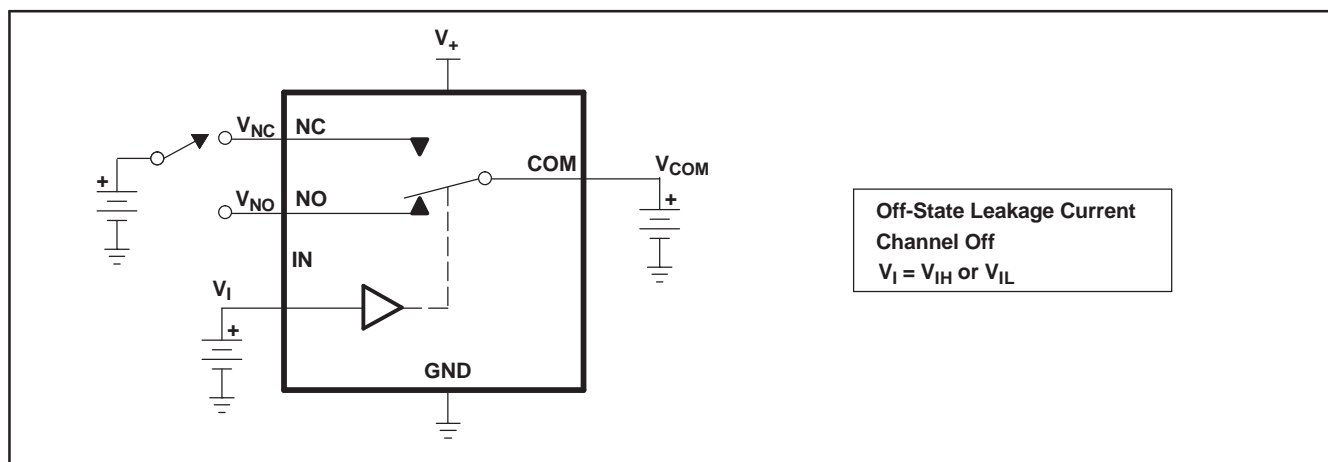 V+
VNC NC
+
VNO NO
COM VCOM
+
IN
VI
+
GND
Off-State Leakage Current
Channel Off
VI = VIH or VIL